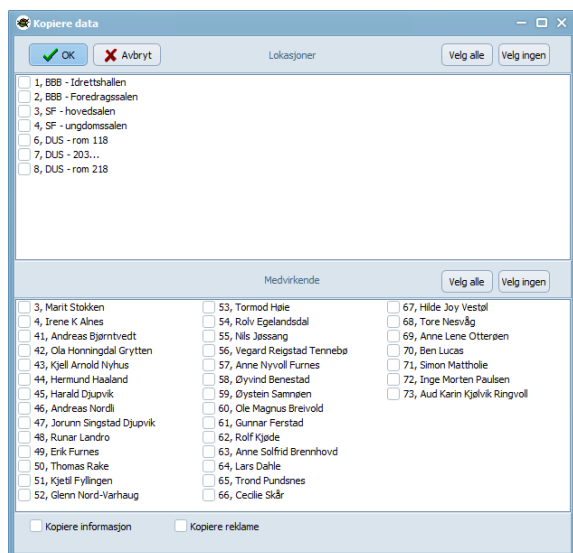 Kopiere data
OK Avbryt Lokasjoner Velg alle Velg ingen
1, BBB - Idrettshallen
2, BBB - Foredragssalen
3, SF - hovedsalen
4, SF - ungdomssalen
6, DUS - rom 118
7, DUS - 203...
8, DUS - rom 218
Medvirkende Velg alle Velg ingen
3, Marit Stokken
4, Irene K Alnes
41, Andreas Bjørntvedt
42, Ola Honningdal Grytten
43, Kjell Arnold Nyhus
44, Hermund Haaland
45, Harald Djupvik
46, Andreas Nordli
47, Jorunn Singstad Djupvik
48, Runar Landro
49, Erik Furnes
50, Thomas Rake
51, Kjetil Fyllingen
52, Glenn Nord-Varhaug
53, Tormod Høie
54, Rolv Egelandsdal
55, Nils Jøssang
56, Vegard Reigstad Tennebø
57, Anne Nyvoll Furnes
58, Øyvind Benestad
59, Øystein Samnøen
60, Ole Magnus Breivold
61, Gunnar Ferstad
62, Rolf Kjøde
63, Anne Solfrid Brennhovd
64, Lars Dahle
65, Trond Pundsnes
66, Cecilie Skår
67, Hilde Joy Vestøl
68, Tore Nesvåg
69, Anne Lene Otterøen
70, Ben Lucas
71, Simon Mattholie
72, Inge Morten Paulsen
73, Aud Karin Kjølvik Ringvoll
Kopiere informasjon Kopiere reklame